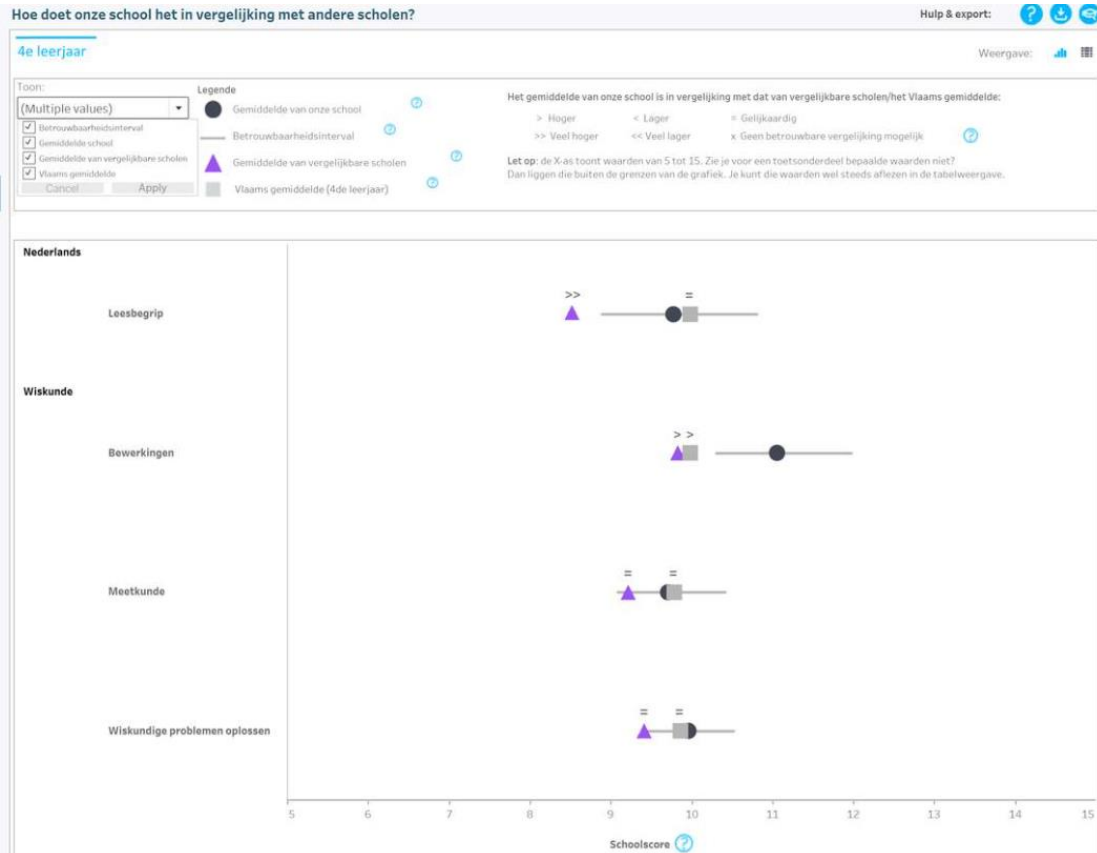 Hoe doet onze school het in vergelijking met andere scholen?
Hulp & export:
4e leerjaar
Weergave:
Toon:
(Multiple values)
Betrouwbaarheidsinterval
Gemiddelde school
Gemiddelde van vergelijkbare scholen
Vlaams gemiddelde
Cancel Apply
Legende
Gemiddelde van onze school
Betrouwbaarheidsinterval
Gemiddelde van vergelijkbare scholen
Vlaams gemiddelde (4de leerjaar)
Het gemiddelde van onze school is in vergelijking met dat van vergelijkbare scholen/het Vlaams gemiddelde:
> Hoger < Lager = Gelijkaardig
>> Veel hoger << Veel lager x Geen betrouwbare vergelijking mogelijk
Let op: de X-as toont waarden van 5 tot 15. Zie je voor een toetsonderdeel bepaalde waarden niet?
Dan liggen die buiten de grenzen van de grafiek. Je kunt die waarden wel steeds aflezen in de tabelweergave.
Nederlands
>> =
Leesbegrip
Wiskunde
> >
Bewerkingen
= =
Meetkunde
= =
Wiskundige problemen oplossen
5 6 7 8 9 10 11 12 13 14 15
Schoolscore